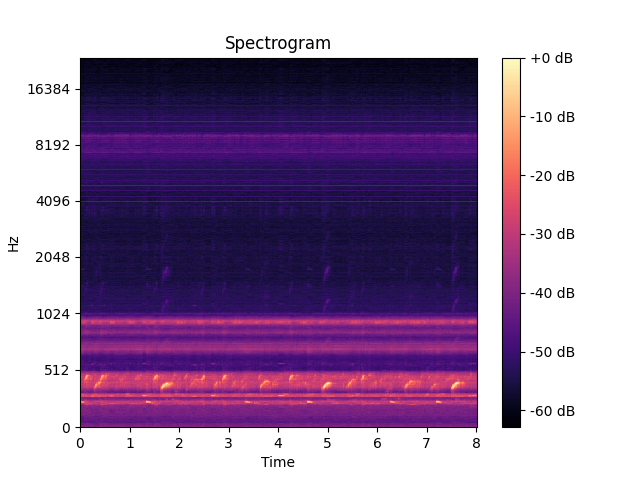 Spectrogram
+0 dB
16384
-10 dB
8192
-20 dB
4096
-30 dB
Hz
2048
-40 dB
1024
-50 dB
512
-60 dB
0
0 1 2 3 4 5 6 7 8
Time